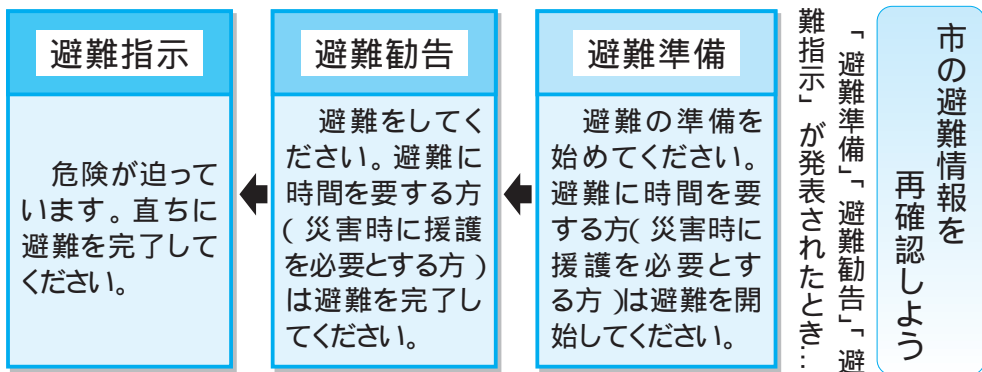 市の避難情報を
再確認しよう
「避難準備」、「避難勧告」、「避
難指示」が発表されたとき…
避難準備
避難の準備を
始めてください。
避難に時間を要
する方(災害時に
援護を必要とす
る方)は避難を開
始してください。
避難勧告
避難をしてく
ださい。避難に
時間を要する方
(災害時に援護
を必要とする方)
は避難を完了し
てください。
避難指示
危険が迫って
います。直ちに
避難を完了して
ください。